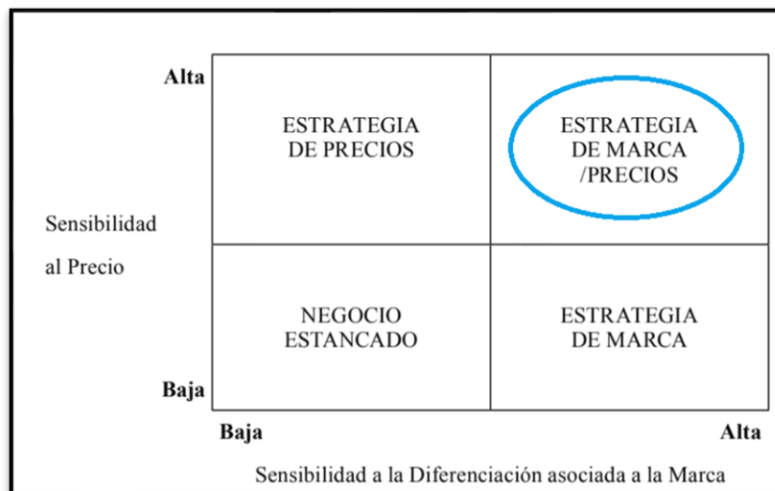 Alta
ESTRATEGIA
DE PRECIOS
ESTRATEGIA
DE MARCA
/PRECIOS
Sensibilidad
al Precio
NEGOCIO
ESTANCADO
ESTRATEGIA
DE MARCA
Baja
Baja
Alta
Sensibilidad a la Diferenciación asociada a la Marca